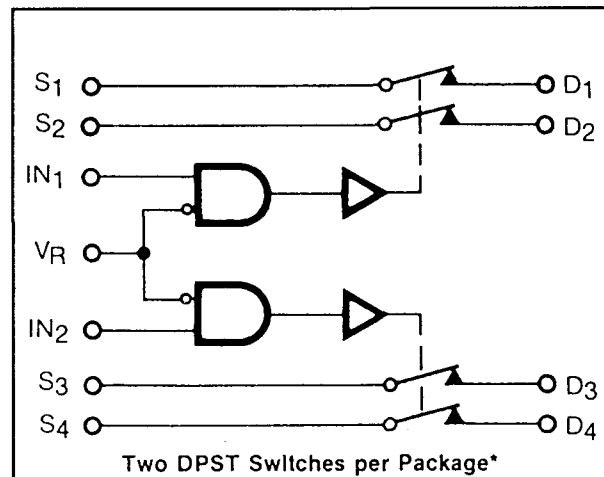 S1 D1
S2 D2
IN1
VR
IN2
S3 D3
S4 D4
Two DPST Switches per Package*